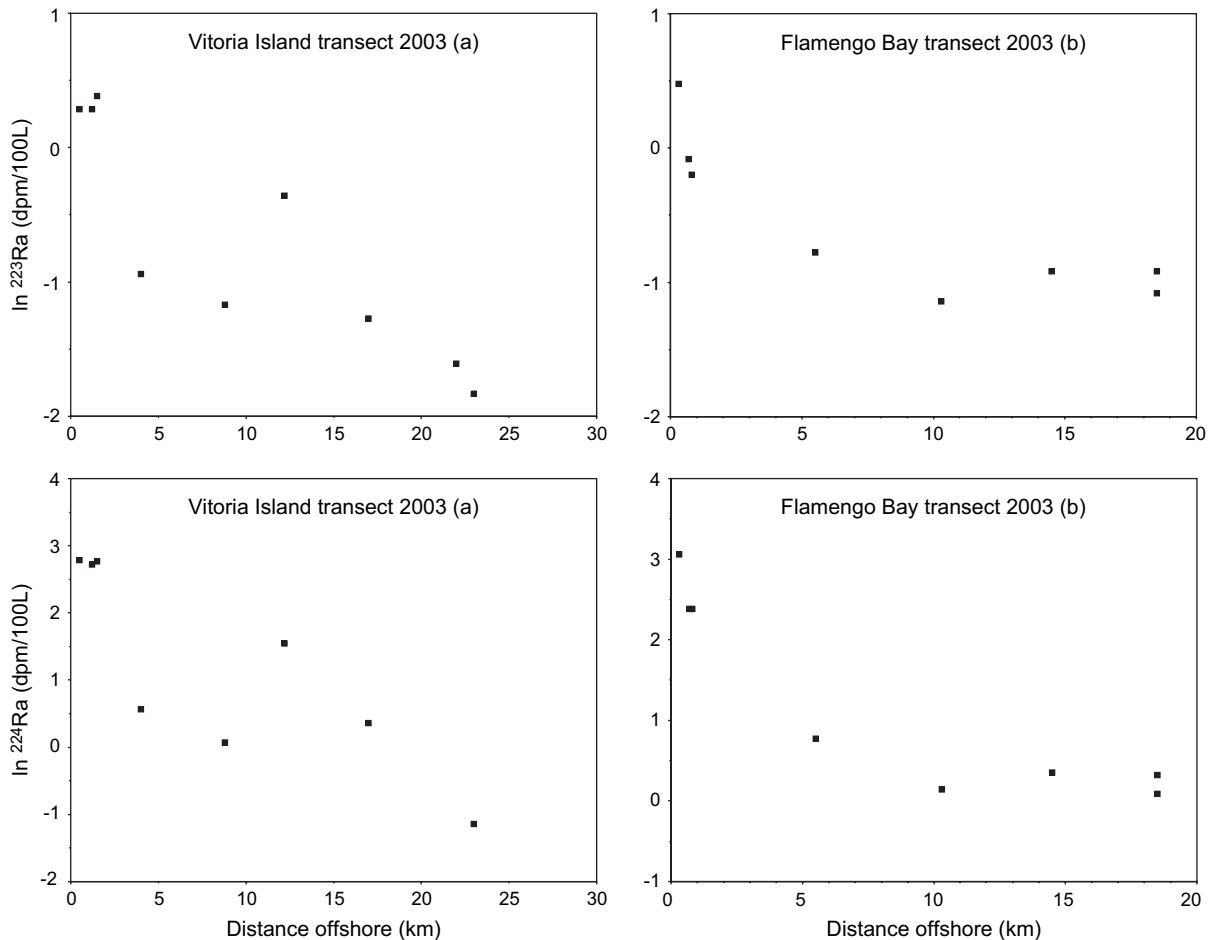 Vitoria Island transect 2003 (a)
ln ²²³Ra (dpm/100L)
1
0
-1
-2
0 5 10 15 20 25 30
Flamengo Bay transect 2003 (b)
1
0
-1
-2
0 5 10 15 20
Vitoria Island transect 2003 (a)
ln ²²⁴Ra (dpm/100L)
4
3
2
1
0
-1
-2
0 5 10 15 20 25 30
Distance offshore (km)
Flamengo Bay transect 2003 (b)
4
3
2
1
0
-1
0 5 10 15 20
Distance offshore (km)